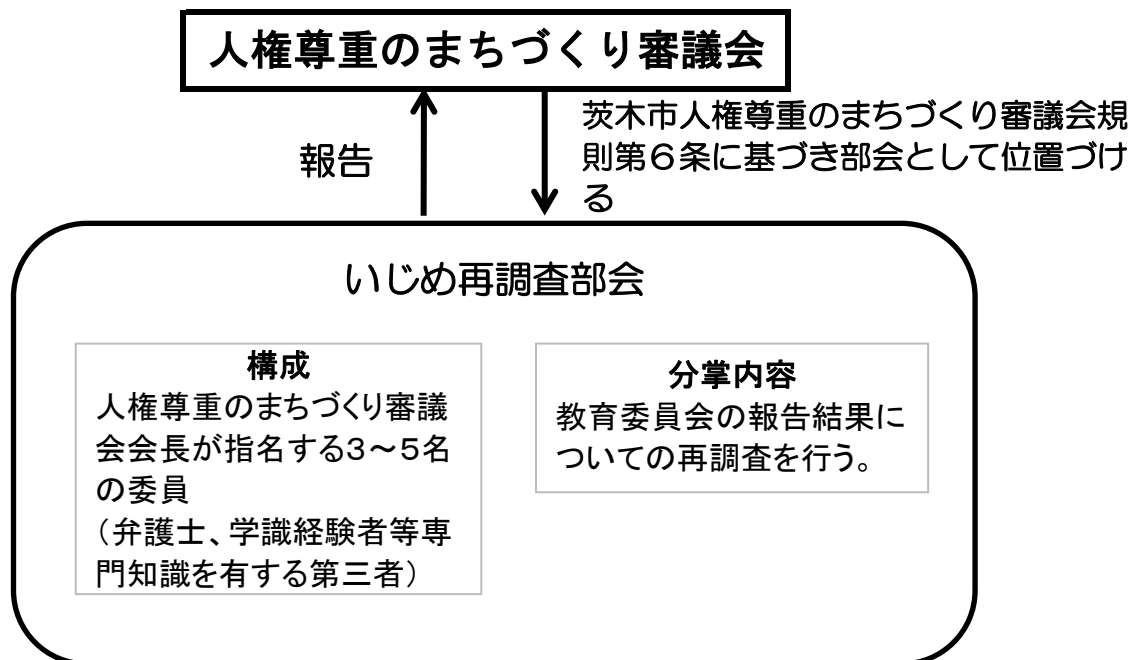 人権尊重のまちづくり審議会
報告
茨木市人権尊重のまちづくり審議会規
則第６条に基づき部会として位置づけ
る
いじめ再調査部会
構成
人権尊重のまちづくり審議
会会長が指名する３～５名
の委員
（弁護士、学識経験者等専
門知識を有する第三者）
分掌内容
教育委員会の報告結果に
ついての再調査を行う。